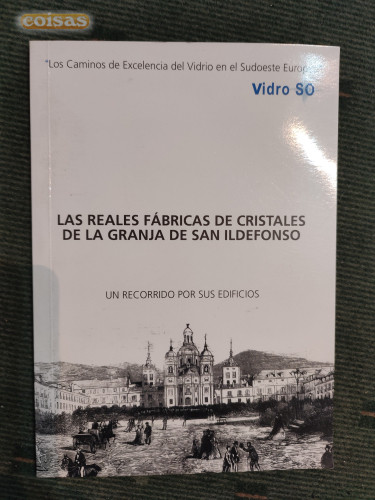 coisas
"Los Caminos de Excelencia del Vidrio en el Sudoeste
Vidro SO
LAS REALES FÁBRICAS DE CRISTALES
DE LA GRANJA DE SAN ILDEFONSO
UN RECORRIDO POR SUS EDIFICIOS